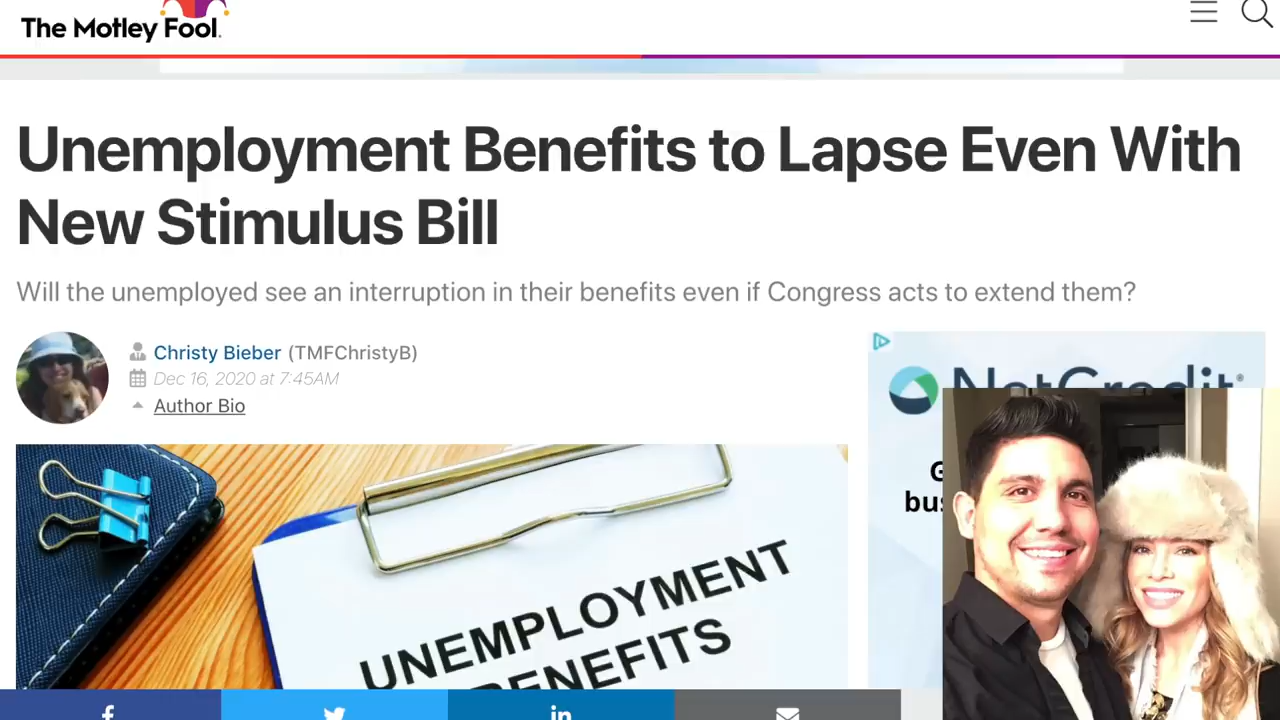 The Motley Fool.
Unemployment Benefits to Lapse Even With
New Stimulus Bill
Will the unemployed see an interruption in their benefits even if Congress acts to extend them?
Christy Bieber (TMFChristyB)
Dec 16, 2020 at 7:45AM
Author Bio
NetCredit®
UNEMPLOYMENT
BENEFITS